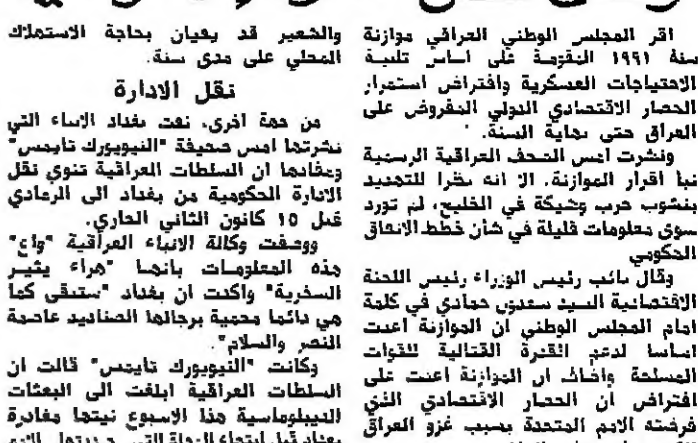 اقر المجلس الوطني العراقي موازنة
سنة ١٩٩١ المقومة على اساس تلبية
الاحتياجات العسكرية وافتراض استمرار
الحصار الاقتصادي الدولي المفروض على
العراق حتى نهاية السنة.
ونشرت امس الصحف العراقية الرسمية
نبأ اقرار الموازنة. الا انه نظرا للتهديد
بنشوب حرب وشيكة في الخليج، لم تورد
سوى معلومات قليلة في شأن خطط الانفاق
الحكومي
وقال نائب رئيس الوزراء رئيس اللجنة
الاقتصادية السيد سعدون حمادي في كلمة
امام المجلس الوطني ان الموازنة اعدت
اساسا لدعم القدرة القتالية للقوات
المسلحة واضاف ان الموازنة اعدت على
افتراض ان الحصار الاقتصادي الذي
فرضته الامم المتحدة بسبب غزو العراق
والشعير قد يفيان بحاجة الاستهلاك
المحلي على مدى سنة.
نقل الادارة
من جهة اخرى، نفت بغداد الانباء التي
نشرتها امس صحيفة "النيويورك تايمس"
ومفادها ان السلطات العراقية تنوي نقل
الادارة الحكومية من بغداد الى الرمادي
قبل ١٥ كانون الثاني الجاري.
ووصفت وكالة الانباء العراقية "واع"
هذه المعلومات بانها "هراء يثير
السخرية" واكدت ان بغداد "ستبقى كما
هي دائما محمية برجالها الصناديد عاصمة
النصر والسلام".
وكانت "النيويورك تايمس" قالت ان
السلطات العراقية ابلغت الى البعثات
الديبلوماسية هذا الاسبوع نيتها مغادرة
بغداد قبل انتهاء المهلة التي